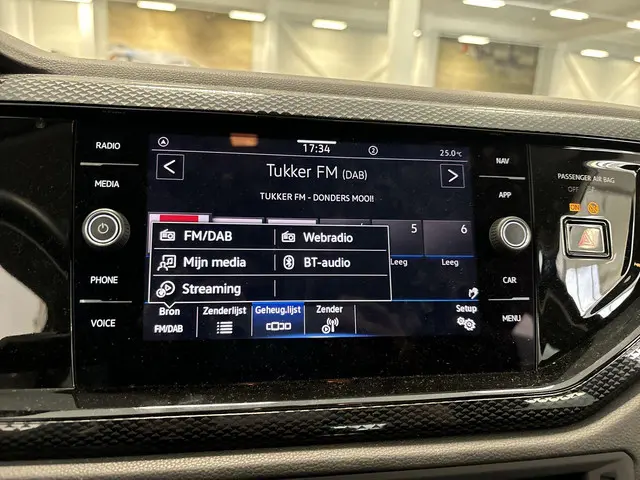 RADIO
MEDIA
PHONE
VOICE
17:34
2
25.0°C
Tukker FM (DAB)
TUKKER FM - DONDERS MOOI!
FM/DAB
Webradio
Mijn media
BT-audio
Streaming
5
6
Leeg
Leeg
Bron
FM/DAB
Zenderlijst
Geheug.lijst
Zender
Setup
NAV
APP
CAR
MENU
PASSENGER AIR BAG
OFF